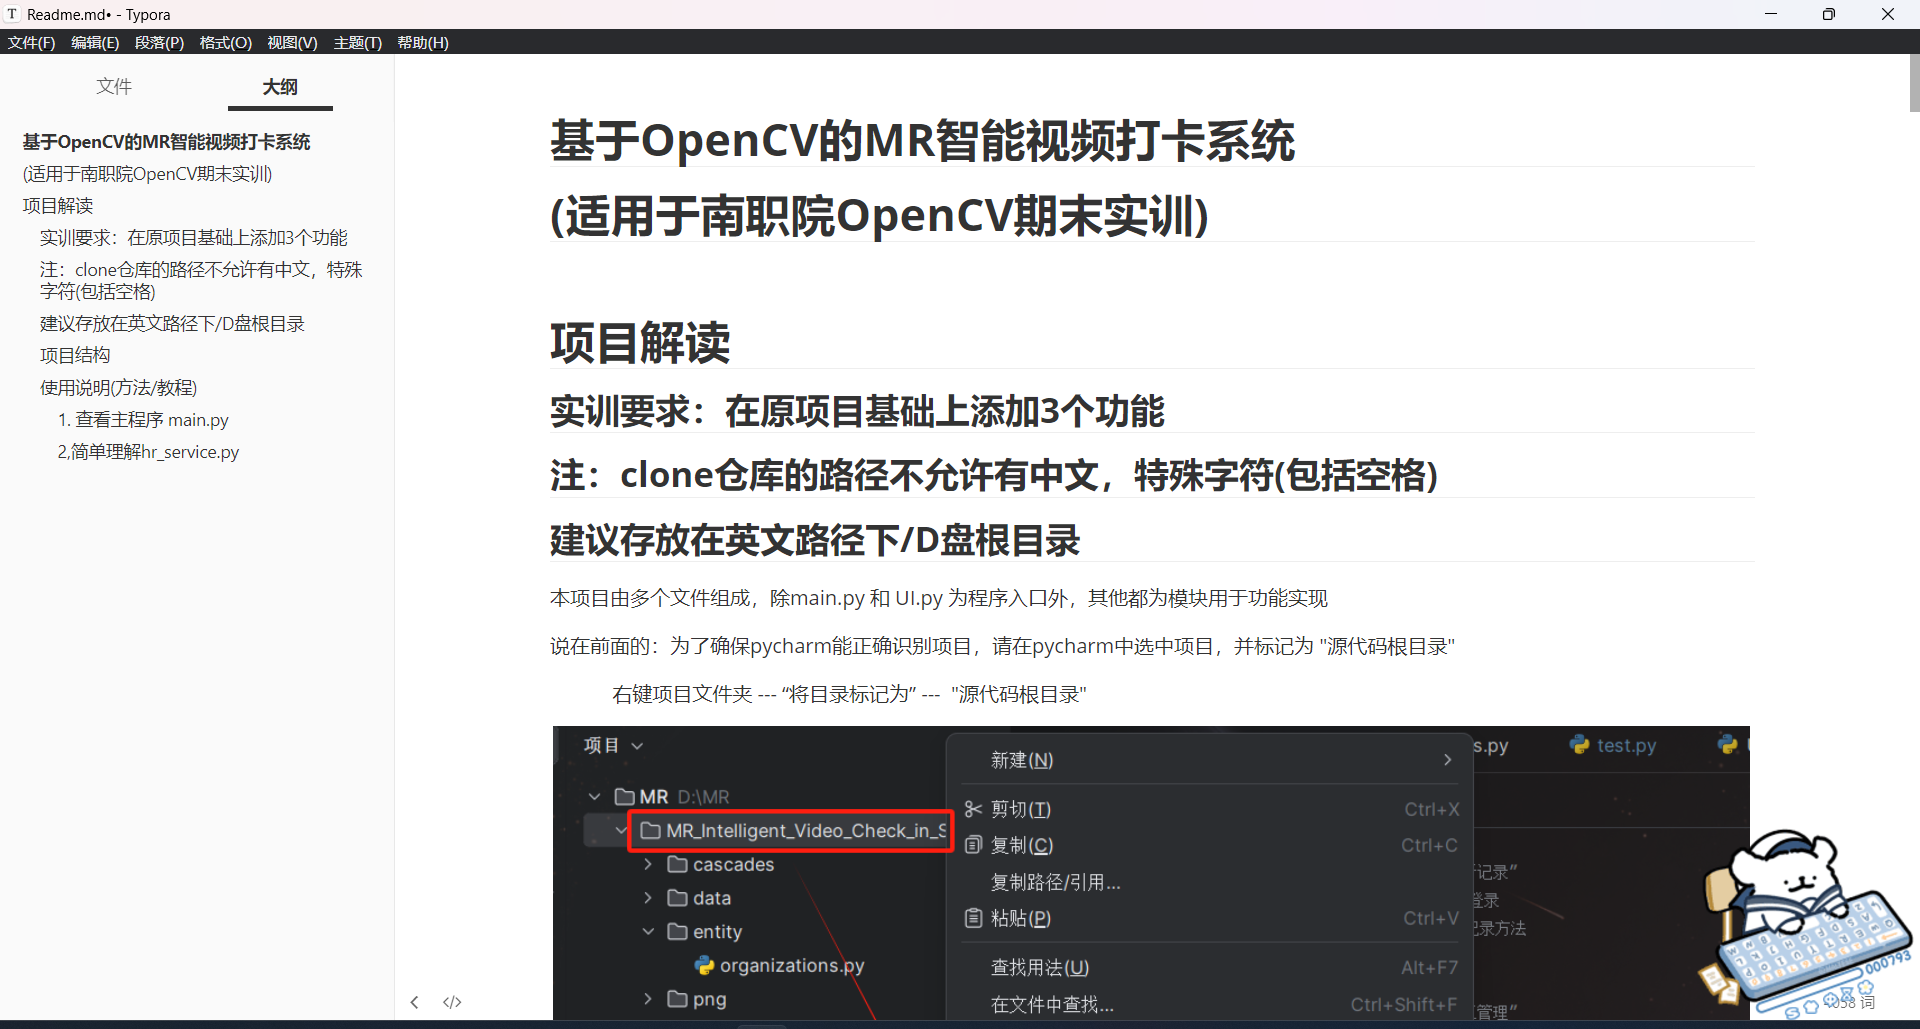 Readme.md• - Typora
文件(F) 编辑(E) 段落(P) 格式(O) 视图(V) 主题(T) 帮助(H)
文件 大纲
基于OpenCV的MR智能视频打卡系统
(适用于南职院OpenCV期末实训)
项目解读
实训要求：在原项目基础上添加3个功能
注：clone仓库的路径不允许有中文，特殊
字符(包括空格)
建议存放在英文路径下/D盘根目录
项目结构
使用说明(方法/教程)
1. 查看主程序 main.py
2,简单理解hr_service.py
基于OpenCV的MR智能视频打卡系统
(适用于南职院OpenCV期末实训)
项目解读
实训要求：在原项目基础上添加3个功能
注：clone仓库的路径不允许有中文，特殊字符(包括空格)
建议存放在英文路径下/D盘根目录
本项目由多个文件组成，除main.py 和 UI.py 为程序入口外，其他都为模块用于功能实现
说在前面的：为了确保pycharm能正确识别项目，请在pycharm中选中项目，并标记为 "源代码根目录"
右键项目文件夹 --- “将目录标记为” --- "源代码根目录"
项目
MR D:\MR
MR_Intelligent_Video_Check_in_S
cascades
data
entity
organizations.py
png
新建(N)
剪切(T) Ctrl+X
复制(C) Ctrl+C
复制路径/引用...
粘贴(P) Ctrl+V
查找用法(U) Alt+F7
在文件中查找... Ctrl+Shift+F
s.py test.py
记录”
登录
记录方法
管理”
000793